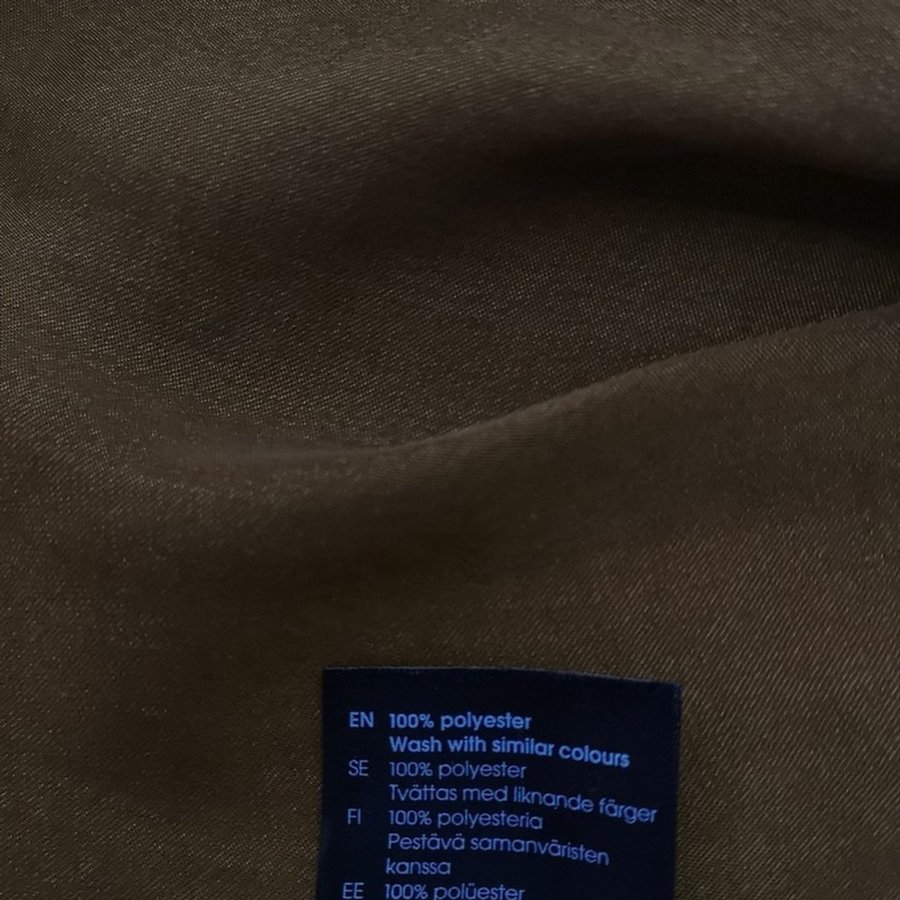 EN 100% polyester
Wash with similar colours
SE 100% polyester
Tvättas med liknande färger
FI 100% polyesteria
Pestävä samanväristen
kanssa
EE 100% polüester